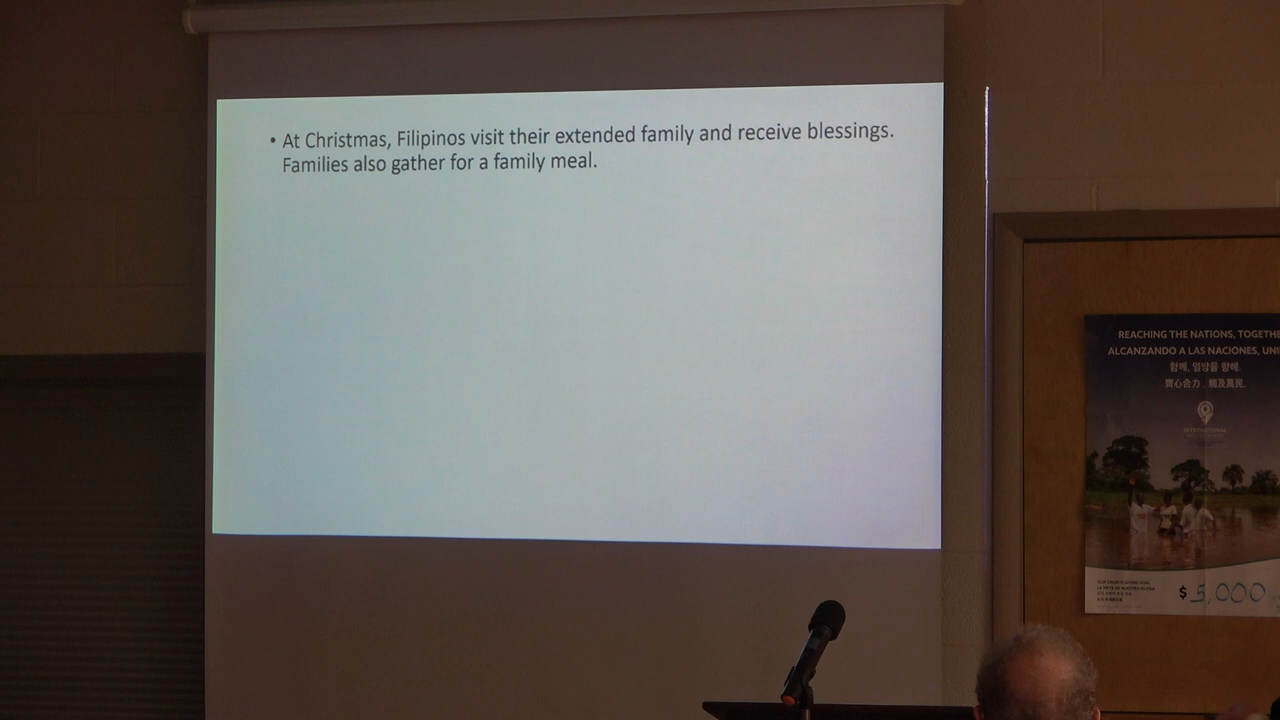 • At Christmas, Filipinos visit their extended family and receive blessings.
Families also gather for a family meal.
REACHING THE NATIONS, TOGETHE
ALCANZANDO A LAS NACIONES, UNI
함께, 열방을 향해.
齊心合力 觸及萬民.
INTERNATIONAL
$ 5,000